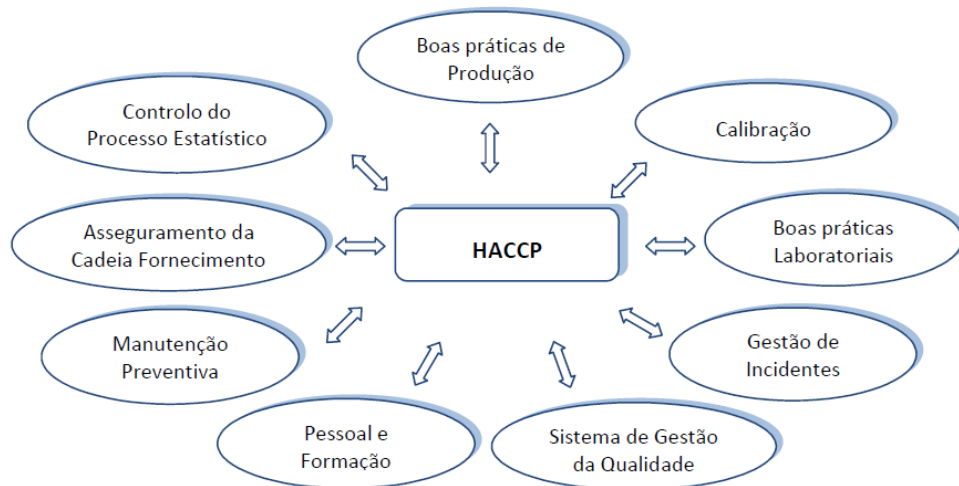 Boas práticas de
Produção
Controlo do
Processo Estatístico
Calibração
Asseguramento da
Cadeia Fornecimento
HACCP
Boas práticas
Laboratoriais
Manutenção
Preventiva
Gestão de
Incidentes
Pessoal e
Formação
Sistema de Gestão
da Qualidade